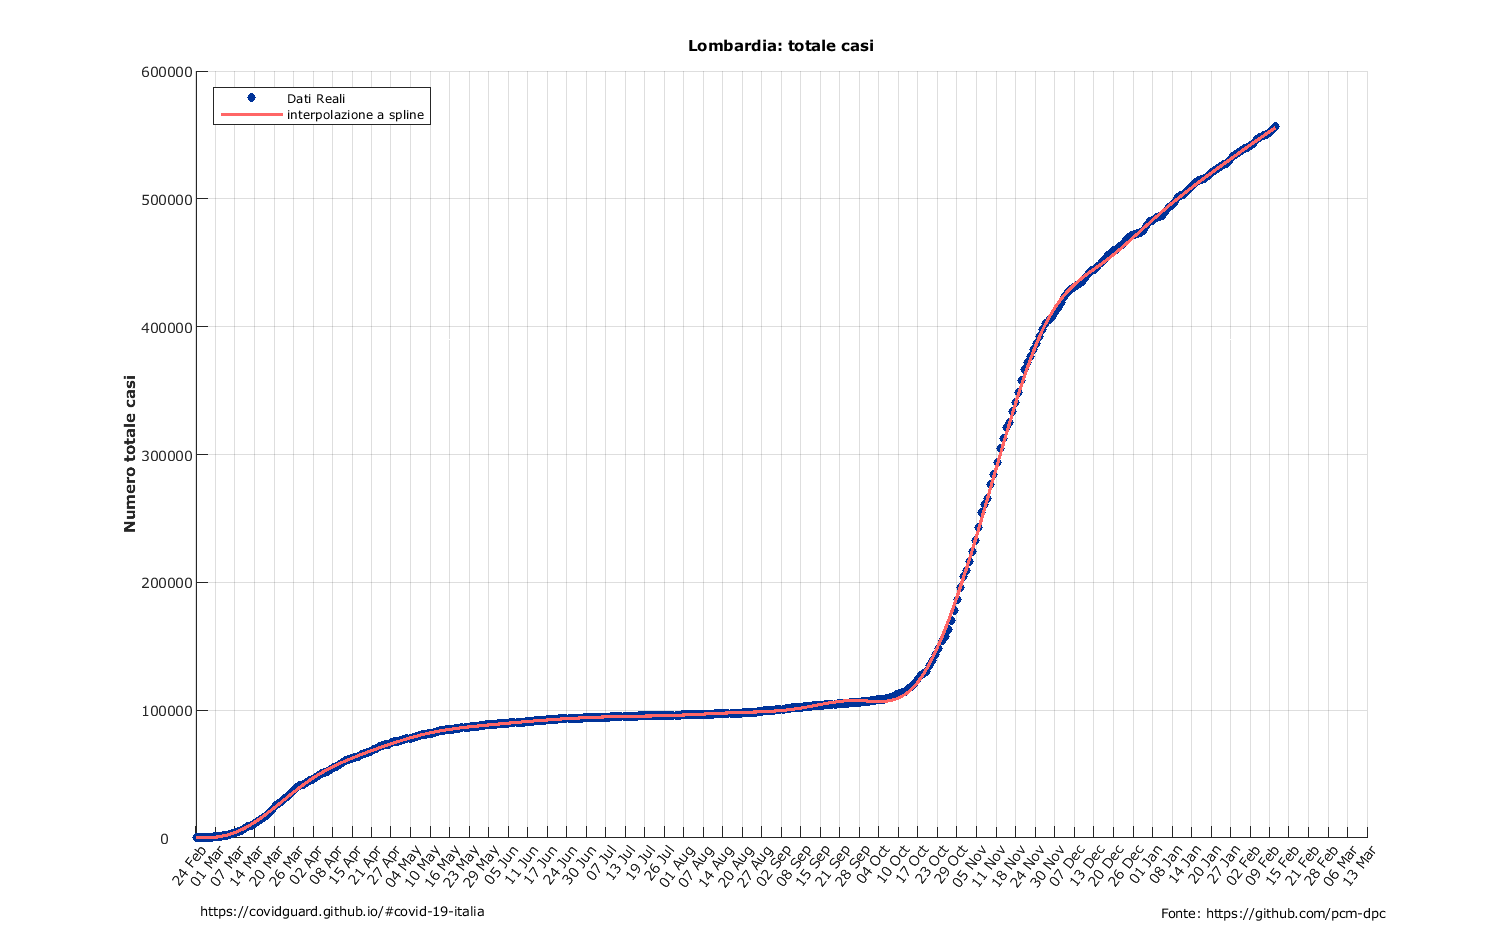 Lombardia: totale casi
600000
500000
400000
300000
200000
100000
0
Numero totale casi
Dati Reali
interpolazione a spline
24 Feb
01 Mar
07 Mar
14 Mar
20 Mar
26 Mar
02 Apr
08 Apr
15 Apr
21 Apr
27 Apr
04 May
10 May
16 May
23 May
29 May
05 Jun
11 Jun
17 Jun
24 Jun
30 Jun
07 Jul
13 Jul
19 Jul
26 Jul
01 Aug
07 Aug
14 Aug
20 Aug
27 Aug
02 Sep
08 Sep
15 Sep
21 Sep
28 Sep
04 Oct
10 Oct
17 Oct
23 Oct
29 Oct
05 Nov
11 Nov
18 Nov
24 Nov
30 Nov
07 Dec
13 Dec
20 Dec
26 Dec
01 Jan
08 Jan
14 Jan
20 Jan
27 Jan
02 Feb
09 Feb
15 Feb
21 Feb
28 Feb
06 Mar
13 Mar
https://covidguard.github.io/#covid-19-italia
Fonte: https://github.com/pcm-dpc